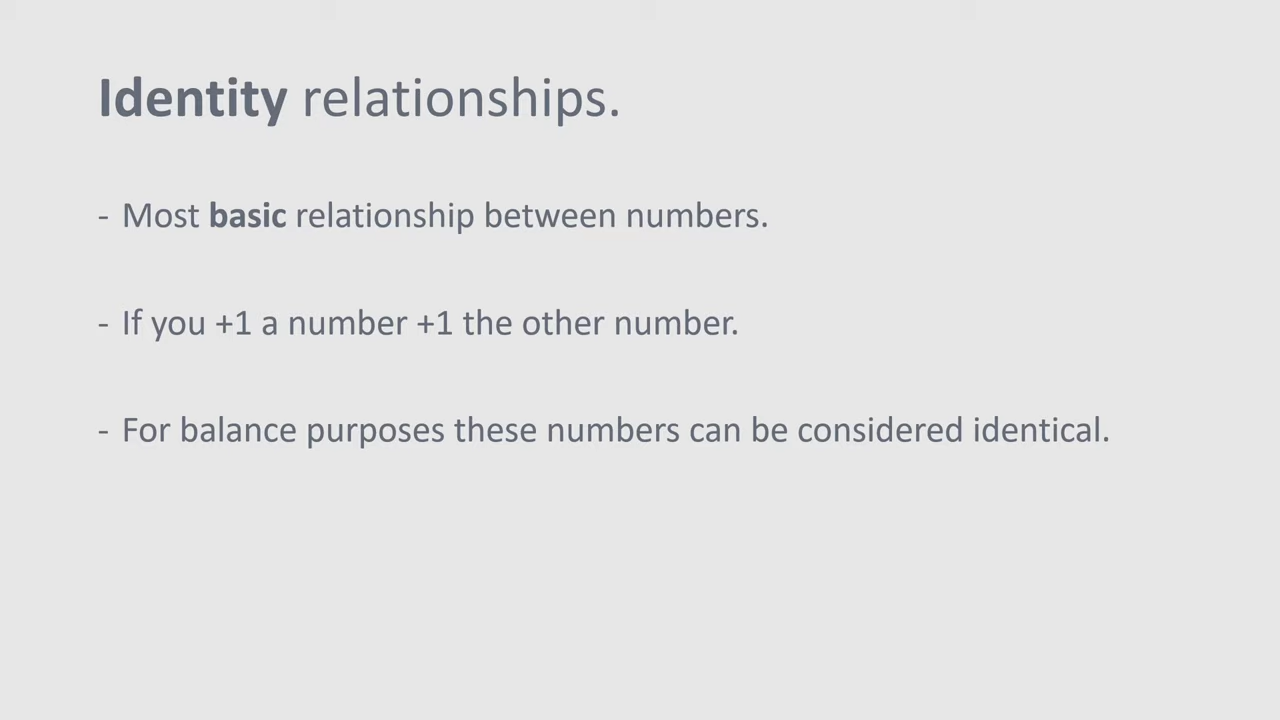 Identity relationships.
- Most basic relationship between numbers.
- If you +1 a number +1 the other number.
- For balance purposes these numbers can be considered identical.